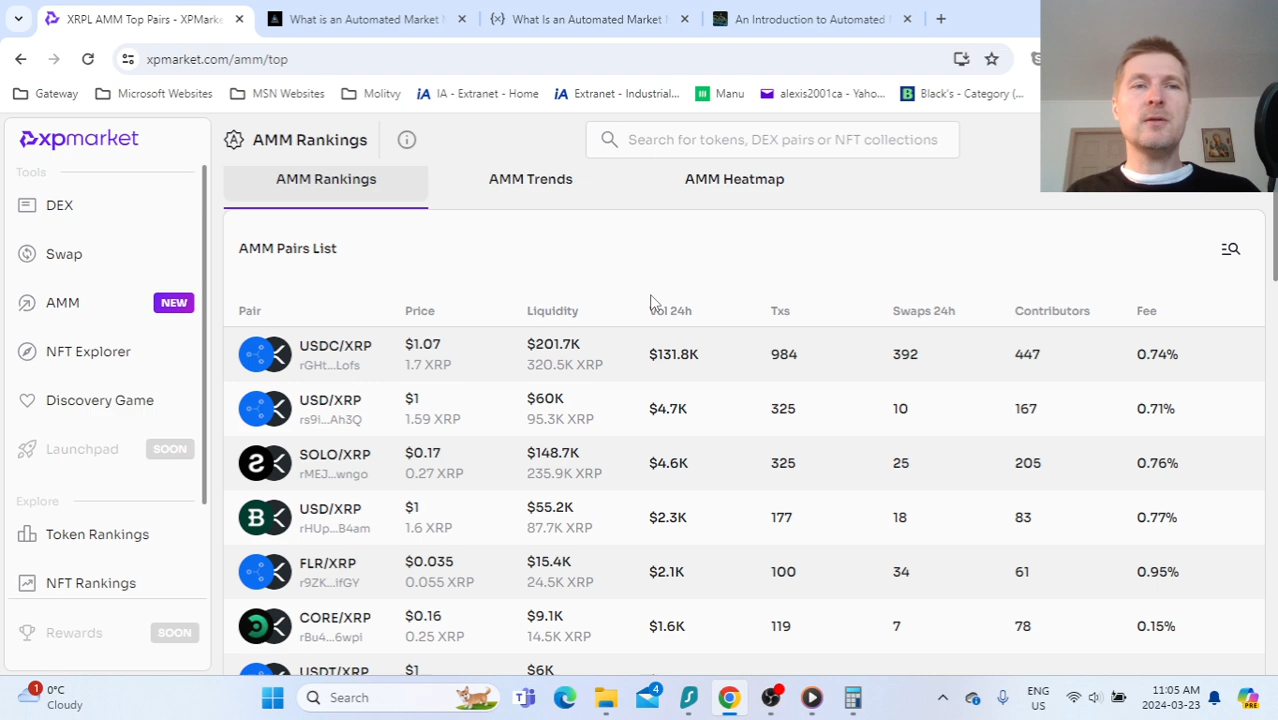 XRPL AMM Top Pairs - XPMarke
What is an Automated Market
What Is an Automated Market
An Introduction to Automated
xpmarket.com/amm/top
Gateway
Microsoft Websites
MSN Websites
Molitvy
IA - Extranet - Home
Extranet - Industrial...
Manu
alexis2001ca - Yaho...
Black's - Category (...
xpmarket
AMM Rankings
Search for tokens, DEX pairs or NFT collections
Tools
DEX
Swap
AMM NEW
NFT Explorer
Discovery Game
Launchpad SOON
Explore
Token Rankings
NFT Rankings
Rewards SOON
AMM Rankings AMM Trends AMM Heatmap
AMM Pairs List
Pair Price Liquidity Vol 24h Txs Swaps 24h Contributors Fee
USDC/XRP $1.07 $201.7K $131.8K 984 392 447 0.74%
rGHt...Lofs 1.7 XRP 320.5K XRP
USD/XRP $1 $60K $4.7K 325 10 167 0.71%
rs9i...Ah3Q 1.59 XRP 95.3K XRP
SOLO/XRP $0.17 $148.7K $4.6K 325 25 205 0.76%
rMEJ...wngo 0.27 XRP 235.9K XRP
USD/XRP $1 $55.2K $2.3K 177 18 83 0.77%
rHUp...B4am 1.6 XRP 87.7K XRP
FLR/XRP $0.035 $15.4K $2.1K 100 34 61 0.95%
r9ZK...ifGY 0.055 XRP 24.5K XRP
CORE/XRP $0.16 $9.1K $1.6K 119 7 78 0.15%
rBu4...6wpi 0.25 XRP 14.5K XRP
USDT/XRP $1 $6K
1
0°C
Cloudy
Search
4
ENG
CA
11:05 AM
2024-03-23
PRE